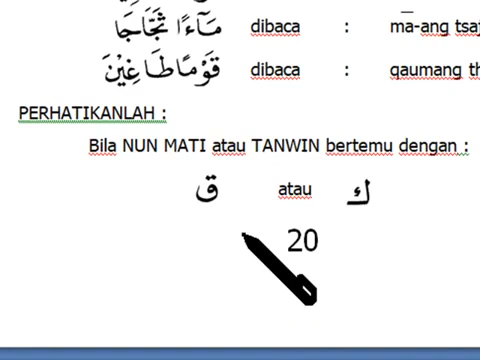 مَآءً ثَجَّاجَا dibaca : ma-ang tsaj
قَوْمًا طَاغِيْنَ dibaca : qaumang th
PERHATIKANLAH :
Bila NUN MATI atau TANWIN bertemu dengan :
ق atau ك
20